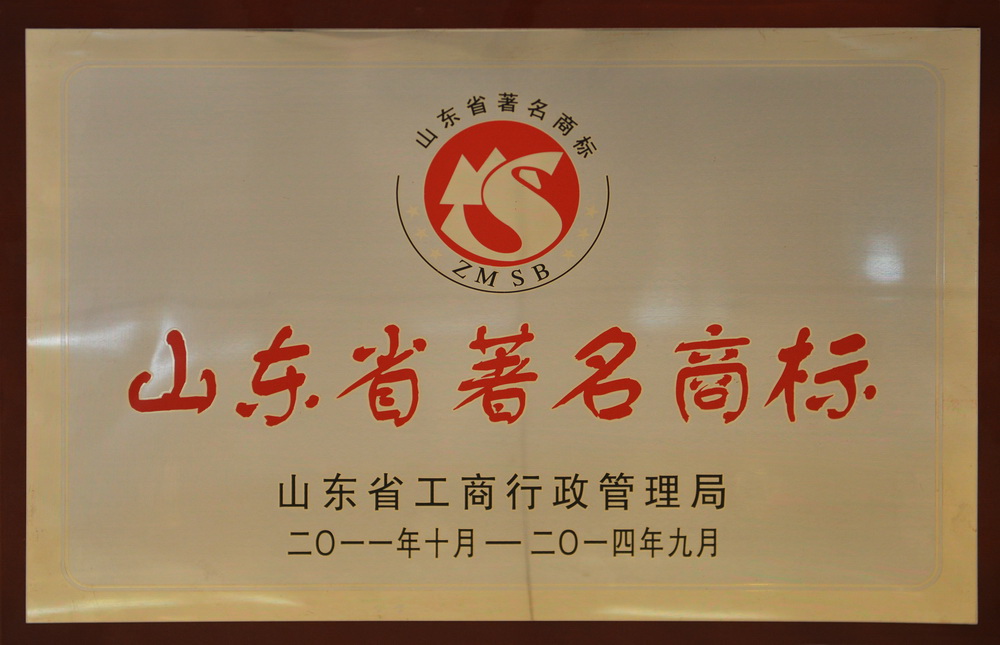 山东省著名商标
ZMSB
山东省著名商标
山东省工商行政管理局
二〇一一年十月－二〇一四年九月